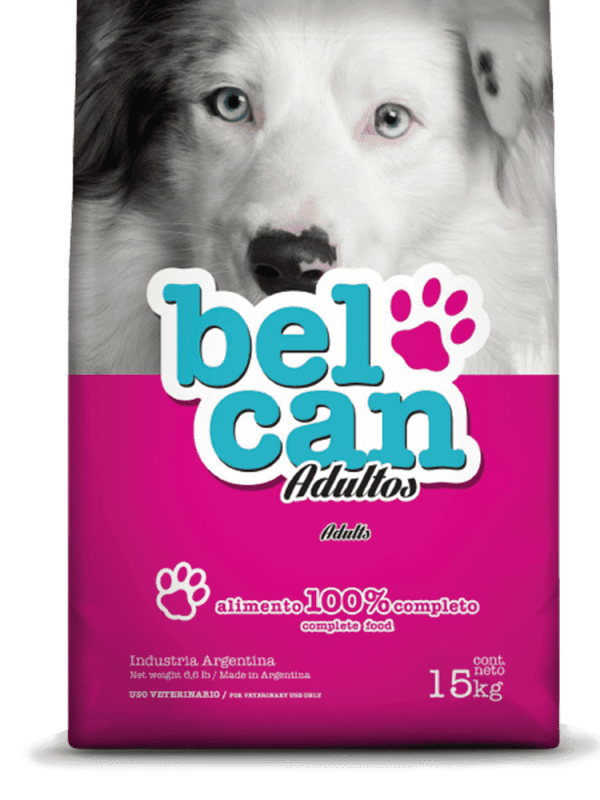 bel
can
Adultos
Adults
alimento 100% completo
complete food
Industria Argentina
Net weight 6,6 lb / Made in Argentina
USO VETERINARIO / FOR VETERINARY USE ONLY
cont.
neto
15kg